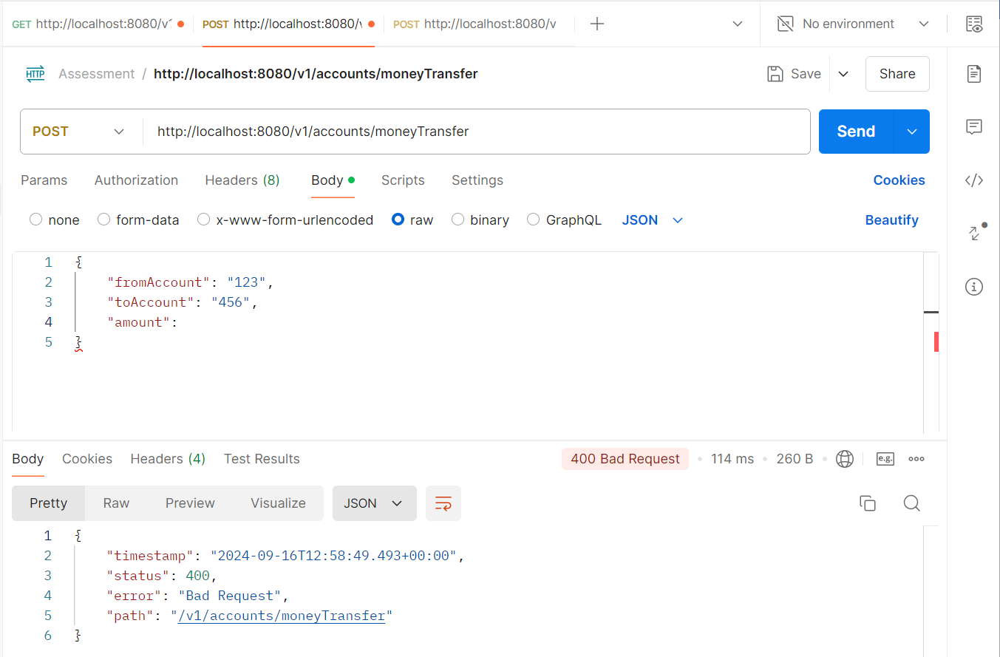 GET http://localhost:8080/v1 POST http://localhost:8080/v POST http://localhost:8080/v No environment
HTTP Assessment / http://localhost:8080/v1/accounts/moneyTransfer Save Share
POST http://localhost:8080/v1/accounts/moneyTransfer Send
Params Authorization Headers (8) Body Scripts Settings Cookies
none form-data x-www-form-urlencoded raw binary GraphQL JSON Beautify
1 {
2 "fromAccount": "123",
3 "toAccount": "456",
4 "amount":
5 }
Body Cookies Headers (4) Test Results 400 Bad Request 114 ms 260 B e.g.
Pretty Raw Preview Visualize JSON
1 {
2 "timestamp": "2024-09-16T12:58:49.493+00:00",
3 "status": 400,
4 "error": "Bad Request",
5 "path": "/v1/accounts/moneyTransfer"
6 }